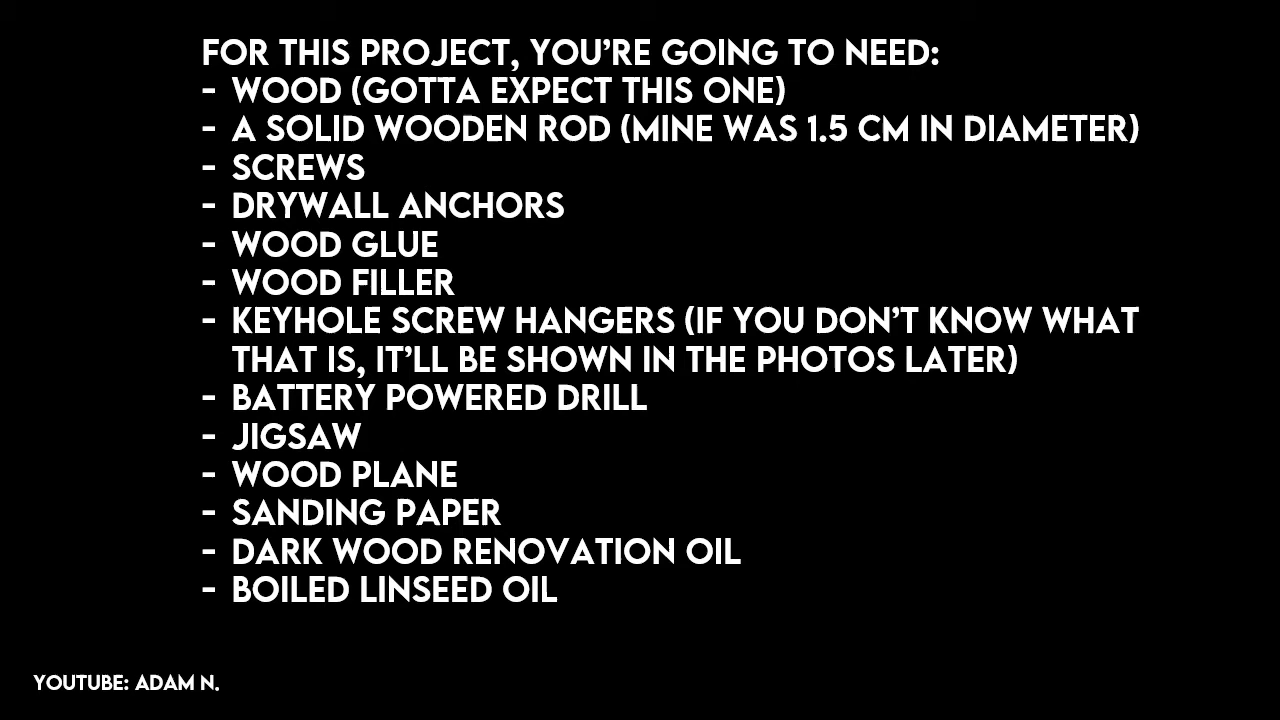 FOR THIS PROJECT, YOU'RE GOING TO NEED:
- WOOD (GOTTA EXPECT THIS ONE)
- A SOLID WOODEN ROD (MINE WAS 1.5 CM IN DIAMETER)
- SCREWS
- DRYWALL ANCHORS
- WOOD GLUE
- WOOD FILLER
- KEYHOLE SCREW HANGERS (IF YOU DON'T KNOW WHAT
THAT IS, IT'LL BE SHOWN IN THE PHOTOS LATER)
- BATTERY POWERED DRILL
- JIGSAW
- WOOD PLANE
- SANDING PAPER
- DARK WOOD RENOVATION OIL
- BOILED LINSEED OIL
YOUTUBE: ADAM N.